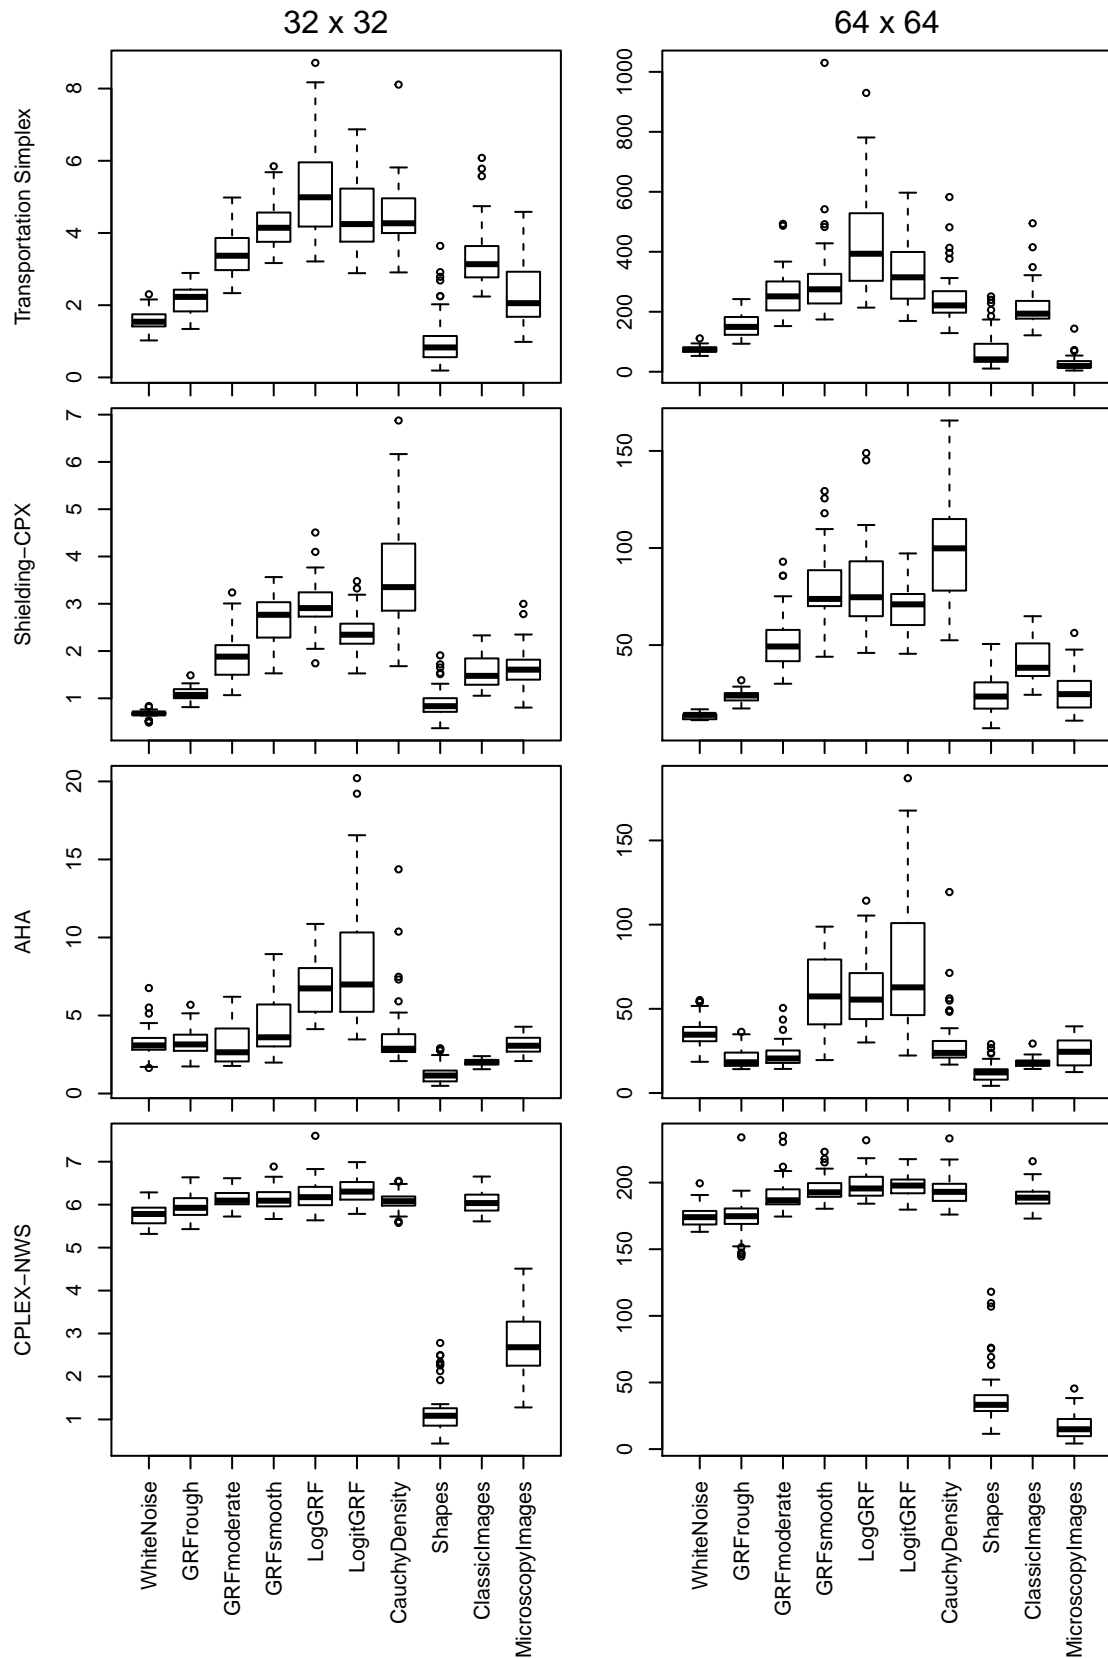 32 x 32
64 x 64
Transportation Simplex
0
2
4
6
8
0
200
400
600
800
1000
Shielding−CPX
1
2
3
4
5
6
7
50
100
150
AHA
0
5
10
15
20
0
50
100
150
CPLEX−NWS
1
2
3
4
5
6
7
0
50
100
150
200
WhiteNoise
GRFrough
GRFmoderate
GRFsmooth
LogGRF
LogitGRF
CauchyDensity
Shapes
ClassicImages
MicroscopyImages
WhiteNoise
GRFrough
GRFmoderate
GRFsmooth
LogGRF
LogitGRF
CauchyDensity
Shapes
ClassicImages
MicroscopyImages